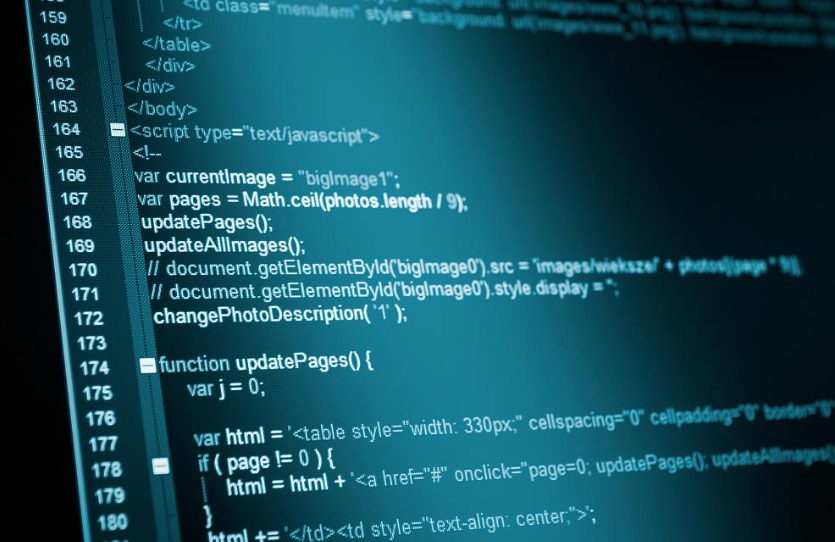 159 <td class="menuItem" style="background: url(images/
160 </tr>
161 </table>
162 </div>
163 </div>
164 </body>
165 <script type="text/javascript">
166 <!--
167 var currentImage = "bigImage1";
168 var pages = Math.ceil(photos.length / 9);
169 updatePages();
170 updateAllImages();
171 // document.getElementById('bigImage0').src = 'images/wieksze/' + photos[(page * 9)];
172 // document.getElementById('bigImage0').style.display = '';
173 changePhotoDescription( '1' );
174 function updatePages() {
175 var j = 0;
176
177 var html = '<table style="width: 330px;" cellspacing="0" cellpadding="0" border="0"
178 if ( page != 0 ) {
179 html = html + '<a href="#" onclick="page=0; updatePages(); updateAllImages()
180 }
html += '</td><td style="text-align: center;">';